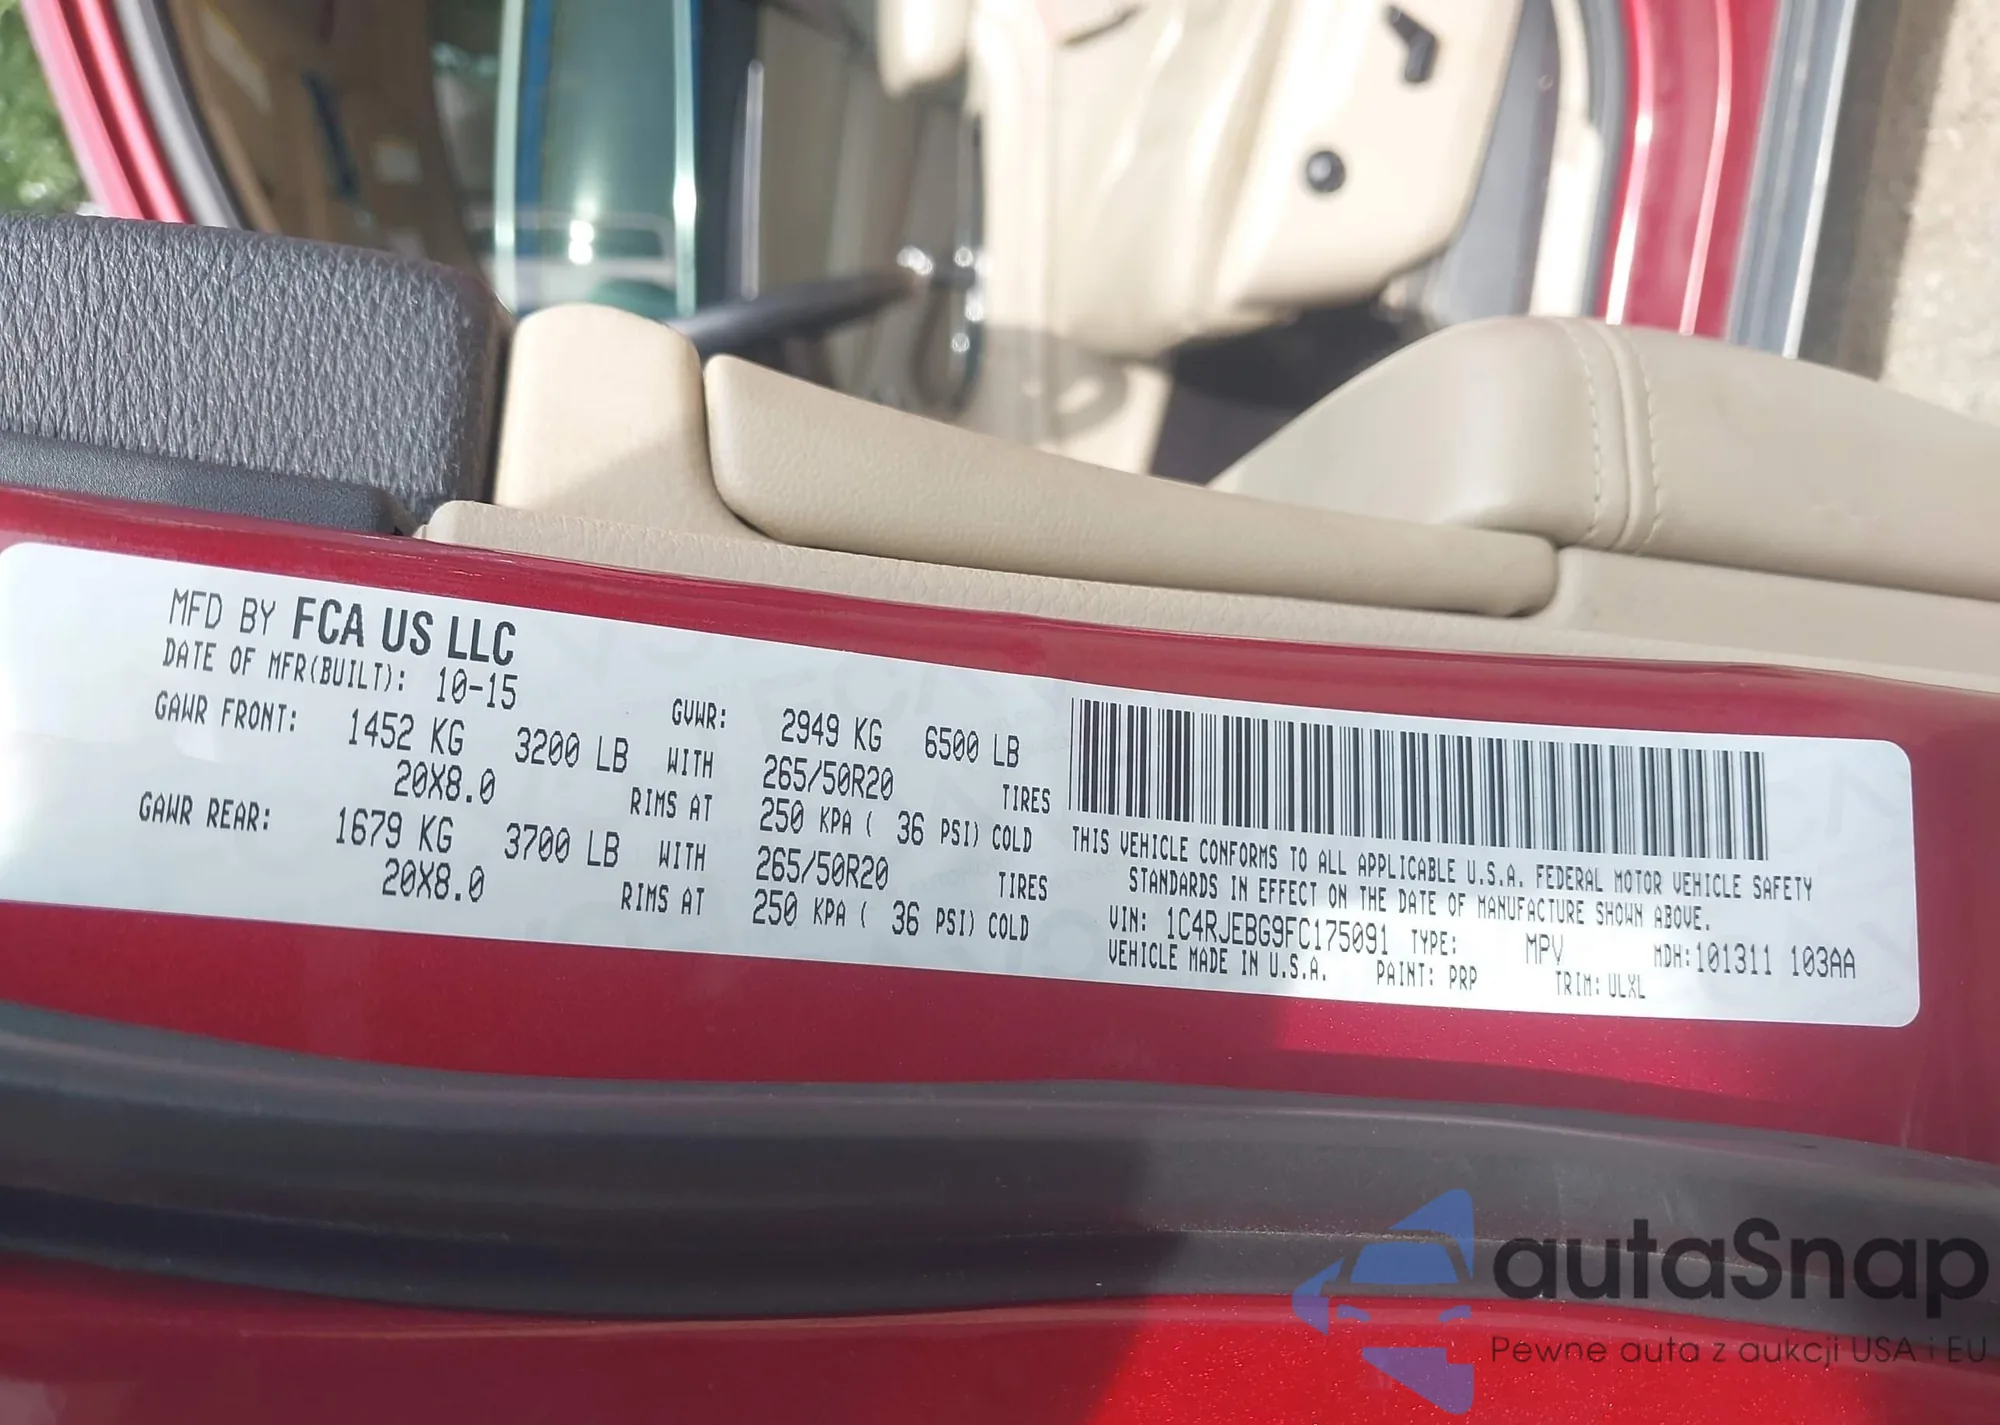 MFD BY FCA US LLC
DATE OF MFR(BUILT): 10-15 GVWR: 2949 KG 6500 LB
GAWR FRONT: 1452 KG 3200 LB WITH 265/50R20 TIRES
20X8.0 RIMS AT 250 KPA ( 36 PSI) COLD
GAWR REAR: 1679 KG 3700 LB WITH 265/50R20 TIRES
20X8.0 RIMS AT 250 KPA ( 36 PSI) COLD
THIS VEHICLE CONFORMS TO ALL APPLICABLE U.S.A. FEDERAL MOTOR VEHICLE SAFETY
STANDARDS IN EFFECT ON THE DATE OF MANUFACTURE SHOWN ABOVE.
VIN: 1C4RJEBG9FC175091 TYPE: MPV MDH:101311 103AA
VEHICLE MADE IN U.S.A. PAINT: PRP TRIM: ULXL
autaSnap
Pewne auta z aukcji USA i EU